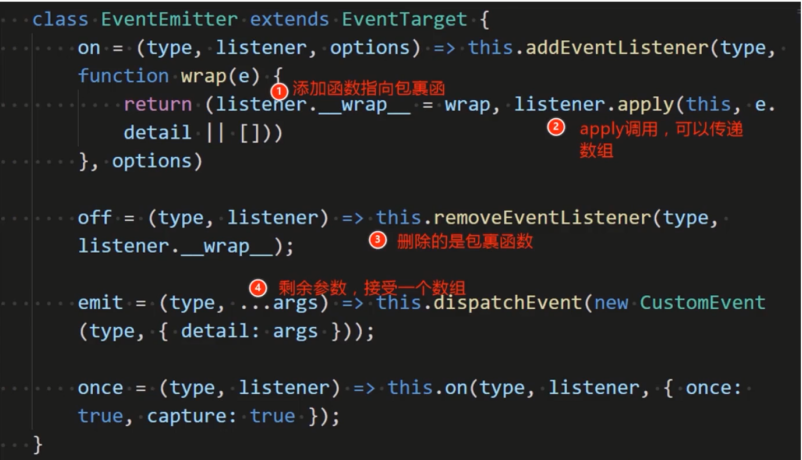 class EventEmitter extends EventTarget {
on = (type, listener, options) => this.addEventListener(type,
function wrap(e) {
1 添加函数指向包裹函
return (listener.__wrap__ = wrap, listener.apply(this, e.
detail || []))
2 apply调用，可以传递
数组
}, options)
off = (type, listener) => this.removeEventListener(type,
listener.__wrap__);
3 删除的是包裹函数
4 剩余参数，接受一个数组
emit = (type, ...args) => this.dispatchEvent(new CustomEvent
(type, { detail: args }));
once = (type, listener) => this.on(type, listener, { once:
true, capture: true });
}